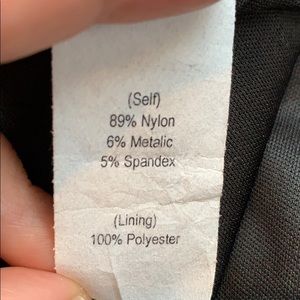 (Self)
89% Nylon
6% Metalic
5% Spandex
(Lining)
100% Polyester